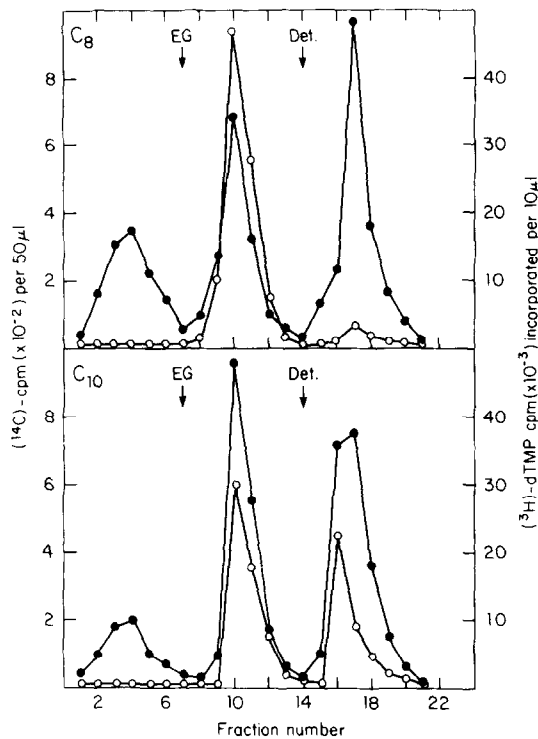 C8
EG
Det.
8
6
4
2
40
30
20
10
C10
EG
Det.
8
6
4
2
40
30
20
10
2 6 10 14 18 22
Fraction number
(14C)-cpm (x10-2) per 50µl
(3H)-dTMP cpm(x10-3) incorporated per 10µl